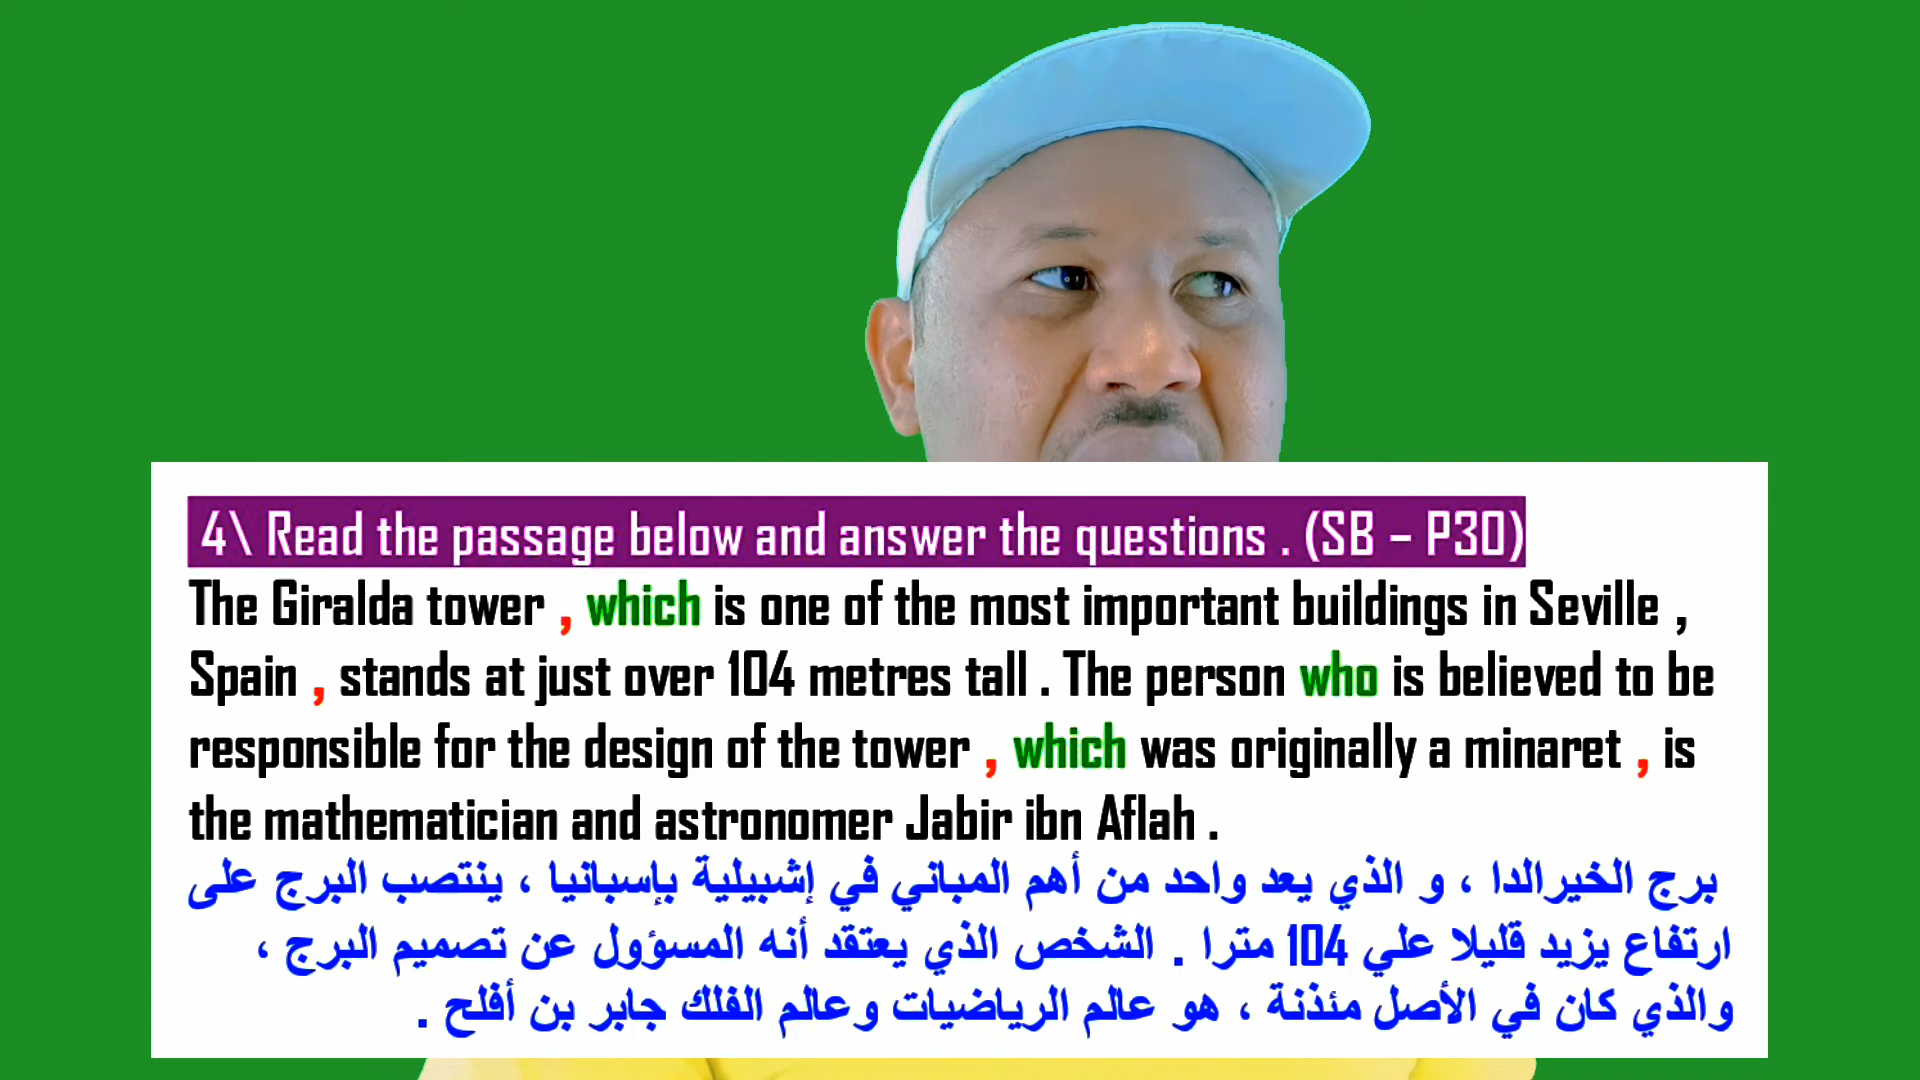 4\ Read the passage below and answer the questions . (SB – P30)
The Giralda tower , which is one of the most important buildings in Seville ,
Spain , stands at just over 104 metres tall . The person who is believed to be
responsible for the design of the tower , which was originally a minaret , is
the mathematician and astronomer Jabir ibn Aflah .
برج الخيرالدا ، و الذي يعد واحد من أهم المباني في إشبيلية بإسبانيا ، ينتصب البرج على
ارتفاع يزيد قليلا علي 104 مترا . الشخص الذي يعتقد أنه المسؤول عن تصميم البرج ،
والذي كان في الأصل مئذنة ، هو عالم الرياضيات وعالم الفلك جابر بن أفلح .